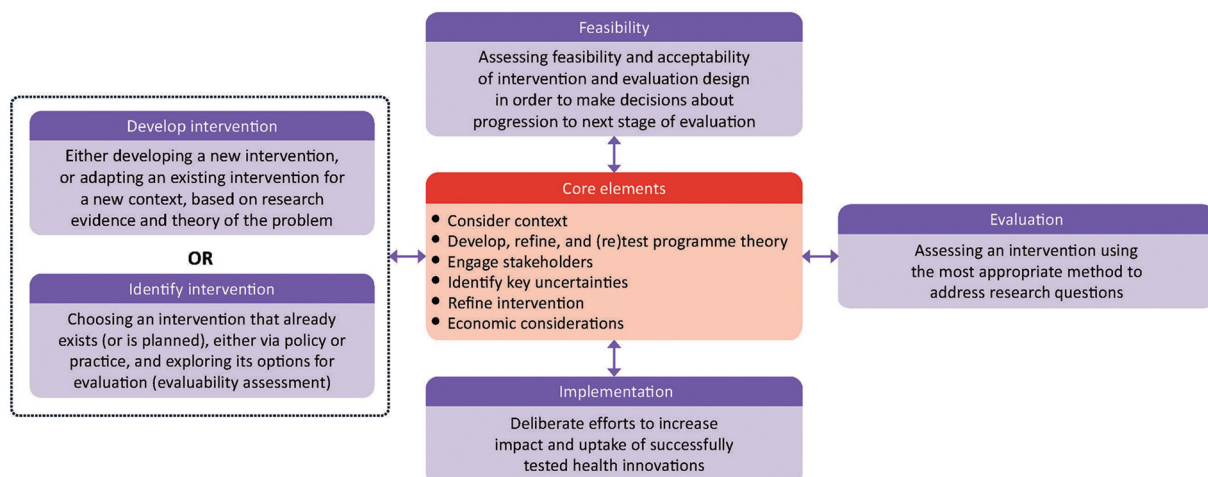 Feasibility
Assessing feasibility and acceptability
of intervention and evaluation design
in order to make decisions about
progression to next stage of evaluation
Develop intervention
Either developing a new intervention,
or adapting an existing intervention for
a new context, based on research
evidence and theory of the problem
OR
Identify intervention
Choosing an intervention that already
exists (or is planned), either via policy or
practice, and exploring its options for
evaluation (evaluability assessment)
Core elements
● Consider context
● Develop, refine, and (re)test programme theory
● Engage stakeholders
● Identify key uncertainties
● Refine intervention
● Economic considerations
Evaluation
Assessing an intervention using
the most appropriate method to
address research questions
Implementation
Deliberate efforts to increase
impact and uptake of successfully
tested health innovations